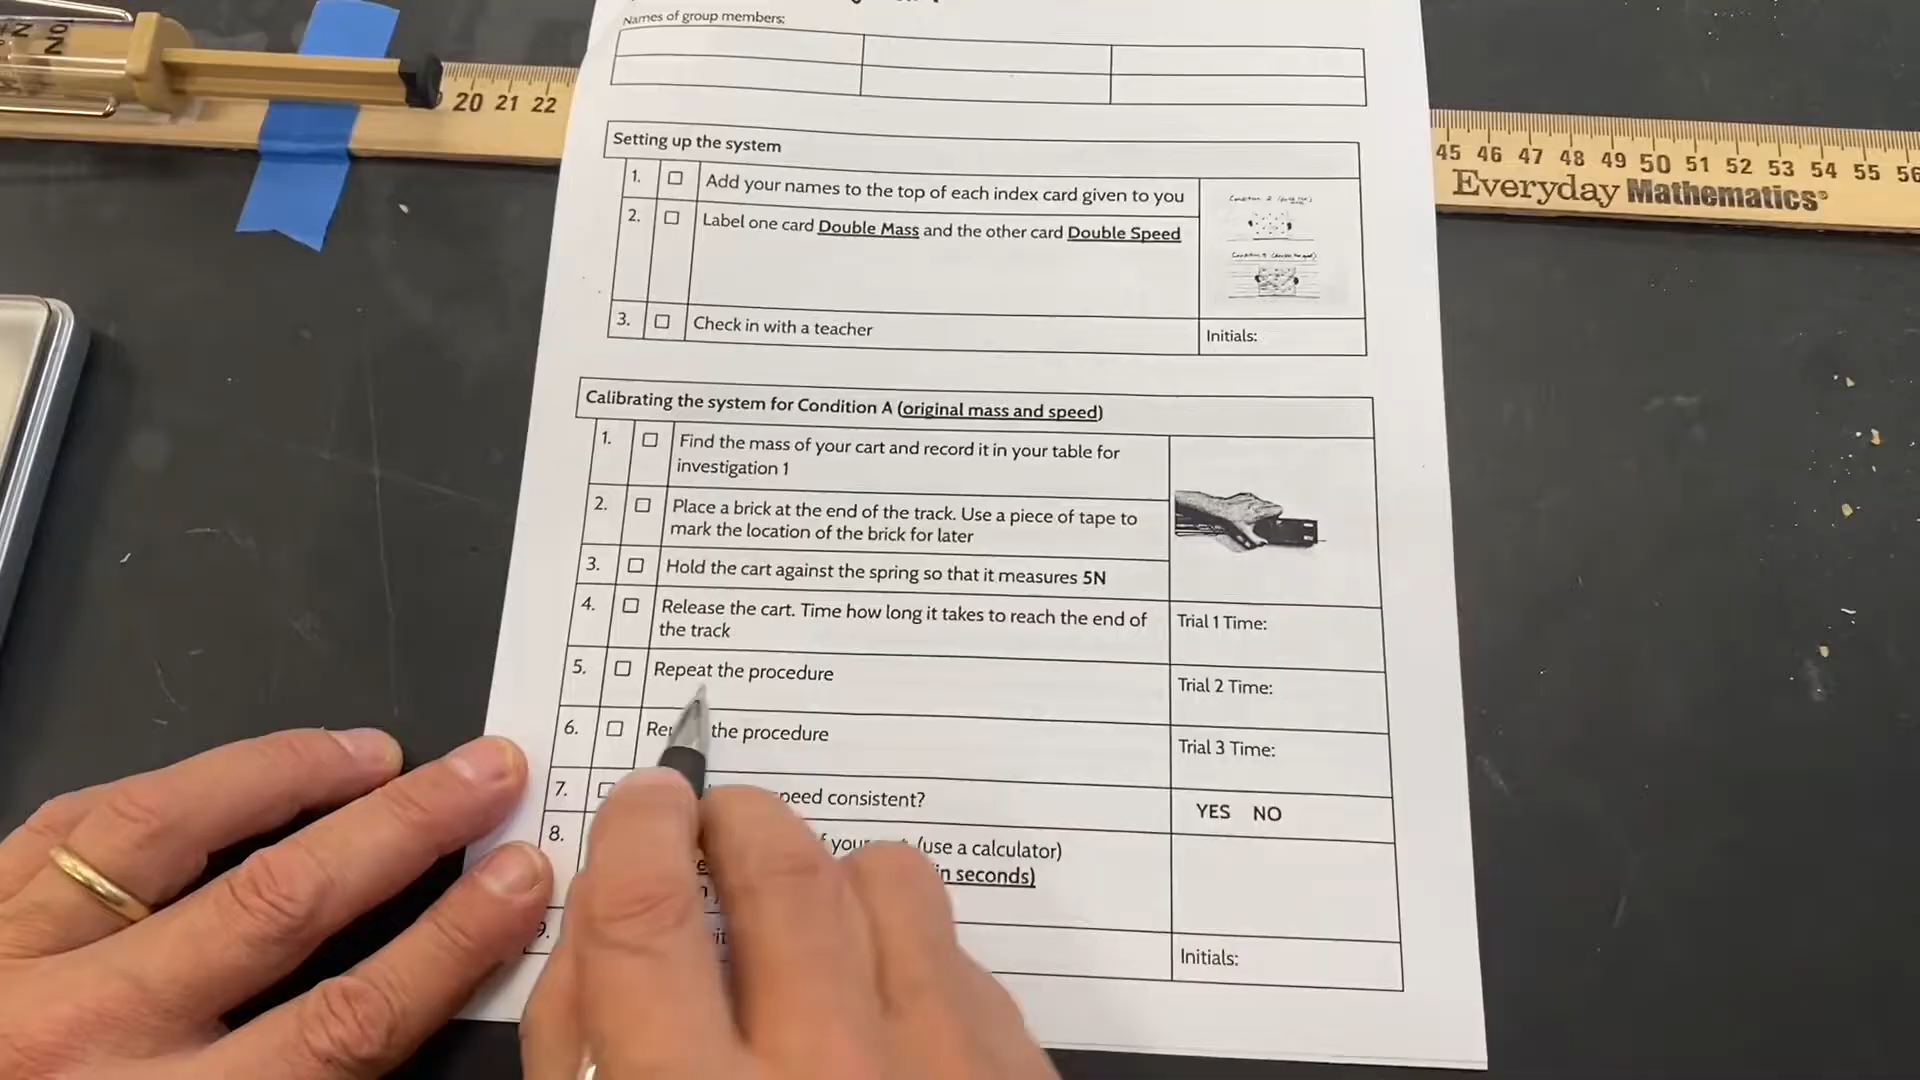 Names of group members:
20 21 22
45 46 47 48 49 50 51 52 53 54 55 56
Everyday Mathematics®
Setting up the system
1. Add your names to the top of each index card given to you
2. Label one card Double Mass and the other card Double Speed
3. Check in with a teacher
Initials:
Calibrating the system for Condition A (original mass and speed)
1. Find the mass of your cart and record it in your table for
investigation 1
2. Place a brick at the end of the track. Use a piece of tape to
mark the location of the brick for later
3. Hold the cart against the spring so that it measures 5N
4. Release the cart. Time how long it takes to reach the end of
the track
Trial 1 Time:
5. Repeat the procedure
Trial 2 Time:
6. the procedure
Trial 3 Time:
7. consistent?
YES NO
8. (use a calculator)
in seconds)
9.
Initials: